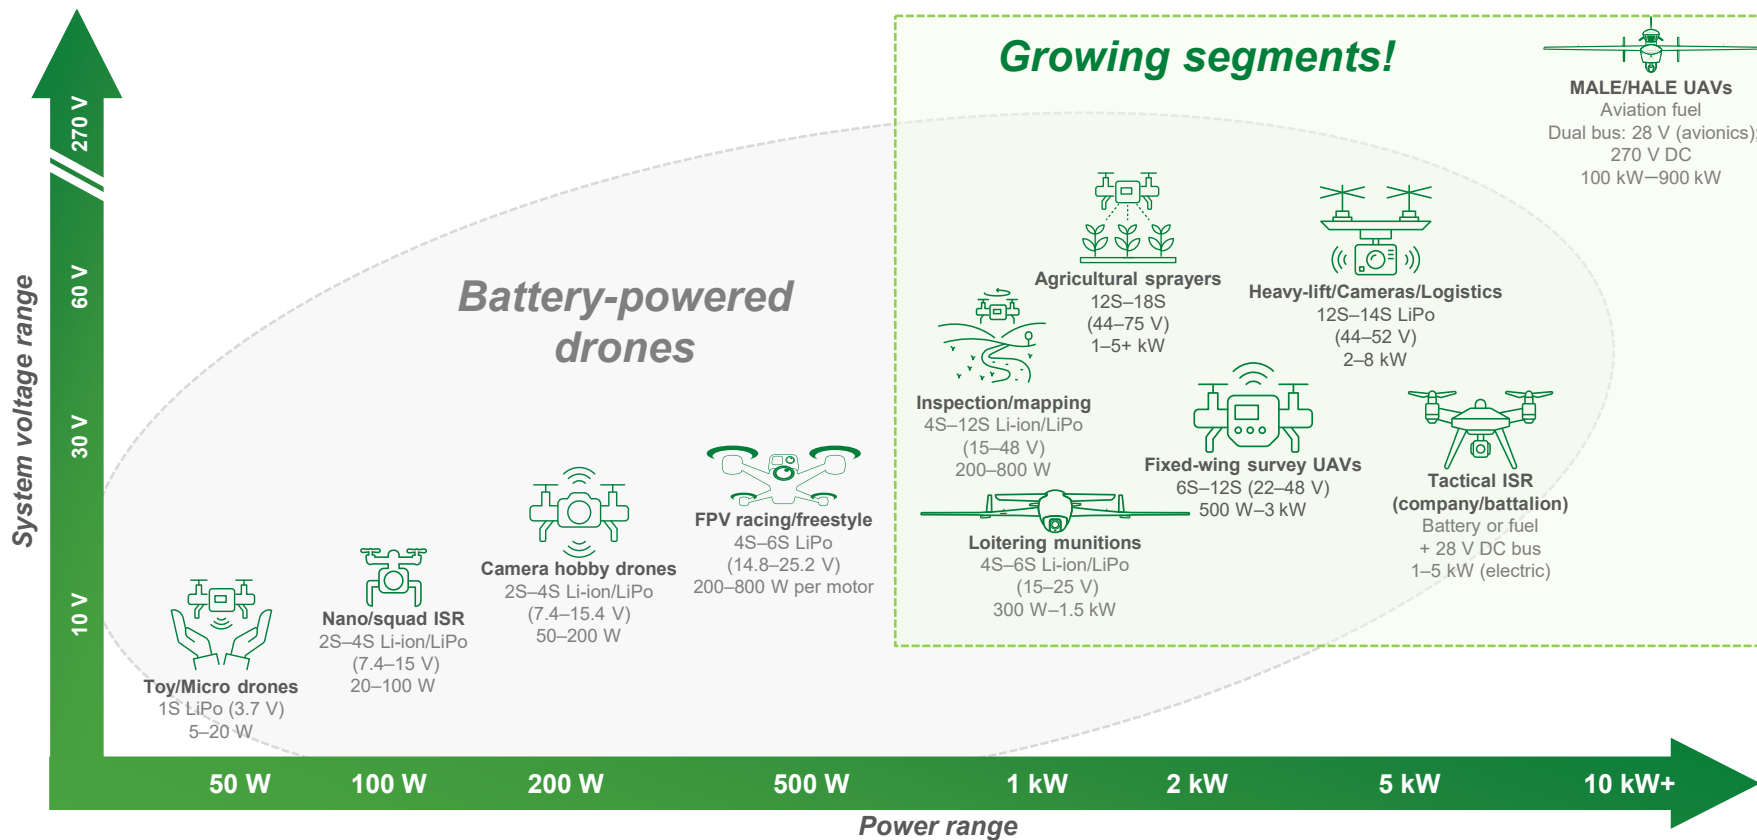 Growing segments!
MALE/HALE UAVs
Aviation fuel
Dual bus: 28 V (avionics);
270 V DC
100 kW—900 kW
System voltage range
270 V
60 V
30 V
10 V
Battery-powered
drones
Agricultural sprayers
12S–18S
(44–75 V)
1–5+ kW
Heavy-lift/Cameras/Logistics
12S–14S LiPo
(44–52 V)
2–8 kW
Inspection/mapping
4S–12S Li-ion/LiPo
(15–48 V)
200–800 W
Fixed-wing survey UAVs
6S–12S (22–48 V)
500 W–3 kW
Tactical ISR
(company/battalion)
Battery or fuel
+ 28 V DC bus
1–5 kW (electric)
Loitering munitions
4S–6S Li-ion/LiPo
(15–25 V)
300 W–1.5 kW
FPV racing/freestyle
4S–6S LiPo
(14.8–25.2 V)
200–800 W per motor
Camera hobby drones
2S–4S Li-ion/LiPo
(7.4–15.4 V)
50–200 W
Nano/squad ISR
2S–4S Li-ion/LiPo
(7.4–15 V)
20–100 W
Toy/Micro drones
1S LiPo (3.7 V)
5–20 W
50 W
100 W
200 W
500 W
1 kW
2 kW
5 kW
10 kW+
Power range